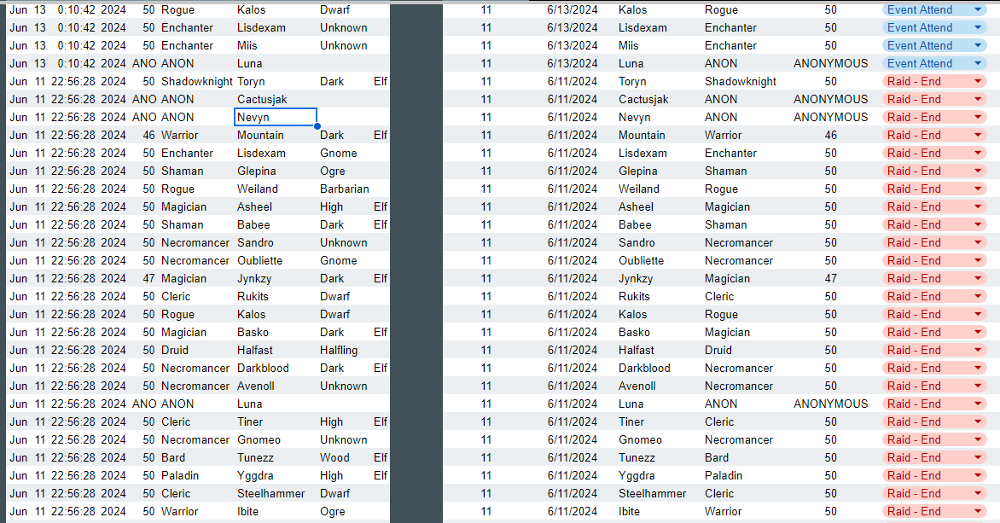 Jun 13 0:10:42 2024 50 Rogue Kalos Dwarf 11 6/13/2024 Kalos Rogue 50 Event Attend
Jun 13 0:10:42 2024 50 Enchanter Lisdexam Unknown 11 6/13/2024 Lisdexam Enchanter 50 Event Attend
Jun 13 0:10:42 2024 50 Enchanter Miis Unknown 11 6/13/2024 Miis Enchanter 50 Event Attend
Jun 13 0:10:42 2024 ANO ANON Luna 11 6/13/2024 Luna ANON ANONYMOUS Event Attend
Jun 11 22:56:28 2024 50 Shadowknight Toryn Dark Elf 11 6/11/2024 Toryn Shadowknight 50 Raid - End
Jun 11 22:56:28 2024 ANO ANON Cactusjak 11 6/11/2024 Cactusjak ANON ANONYMOUS Raid - End
Jun 11 22:56:28 2024 ANO ANON Nevyn 11 6/11/2024 Nevyn ANON ANONYMOUS Raid - End
Jun 11 22:56:28 2024 46 Warrior Mountain Dark Elf 11 6/11/2024 Mountain Warrior 46 Raid - End
Jun 11 22:56:28 2024 50 Enchanter Lisdexam Gnome 11 6/11/2024 Lisdexam Enchanter 50 Raid - End
Jun 11 22:56:28 2024 50 Shaman Glepina Ogre 11 6/11/2024 Glepina Shaman 50 Raid - End
Jun 11 22:56:28 2024 50 Rogue Weiland Barbarian 11 6/11/2024 Weiland Rogue 50 Raid - End
Jun 11 22:56:28 2024 50 Magician Asheel High Elf 11 6/11/2024 Asheel Magician 50 Raid - End
Jun 11 22:56:28 2024 50 Shaman Babee Dark Elf 11 6/11/2024 Babee Shaman 50 Raid - End
Jun 11 22:56:28 2024 50 Necromancer Sandro Unknown 11 6/11/2024 Sandro Necromancer 50 Raid - End
Jun 11 22:56:28 2024 50 Necromancer Oubliette Gnome 11 6/11/2024 Oubliette Necromancer 50 Raid - End
Jun 11 22:56:28 2024 47 Magician Jynkzy Dark Elf 11 6/11/2024 Jynkzy Magician 47 Raid - End
Jun 11 22:56:28 2024 50 Cleric Rukits Dwarf 11 6/11/2024 Rukits Cleric 50 Raid - End
Jun 11 22:56:28 2024 50 Rogue Kalos Dwarf 11 6/11/2024 Kalos Rogue 50 Raid - End
Jun 11 22:56:28 2024 50 Magician Basko Dark Elf 11 6/11/2024 Basko Magician 50 Raid - End
Jun 11 22:56:28 2024 50 Druid Halfast Halfling 11 6/11/2024 Halfast Druid 50 Raid - End
Jun 11 22:56:28 2024 50 Necromancer Darkblood Dark Elf 11 6/11/2024 Darkblood Necromancer 50 Raid - End
Jun 11 22:56:28 2024 50 Necromancer Avenoll Unknown 11 6/11/2024 Avenoll Necromancer 50 Raid - End
Jun 11 22:56:28 2024 ANO ANON Luna 11 6/11/2024 Luna ANON ANONYMOUS Raid - End
Jun 11 22:56:28 2024 50 Cleric Tiner High Elf 11 6/11/2024 Tiner Cleric 50 Raid - End
Jun 11 22:56:28 2024 50 Necromancer Gnomeo Unknown 11 6/11/2024 Gnomeo Necromancer 50 Raid - End
Jun 11 22:56:28 2024 50 Bard Tunezz Wood Elf 11 6/11/2024 Tunezz Bard 50 Raid - End
Jun 11 22:56:28 2024 50 Paladin Yggdra High Elf 11 6/11/2024 Yggdra Paladin 50 Raid - End
Jun 11 22:56:28 2024 50 Cleric Steelhammer Dwarf 11 6/11/2024 Steelhammer Cleric 50 Raid - End
Jun 11 22:56:28 2024 50 Warrior Ibite Ogre 11 6/11/2024 Ibite Warrior 50 Raid - End